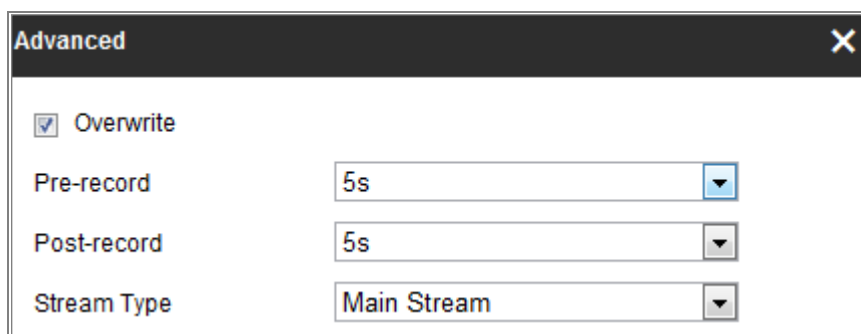 Advanced
Overwrite
Pre-record 5s
Post-record 5s
Stream Type Main Stream